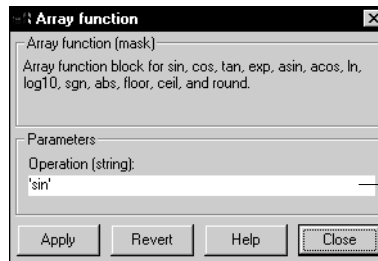 Array function
Array function (mask)
Array function block for sin, cos, tan, exp, asin, acos, ln,
log10, sgn, abs, floor, ceil, and round.
Parameters
Operation (string):
'sin'
Apply Revert Help Close